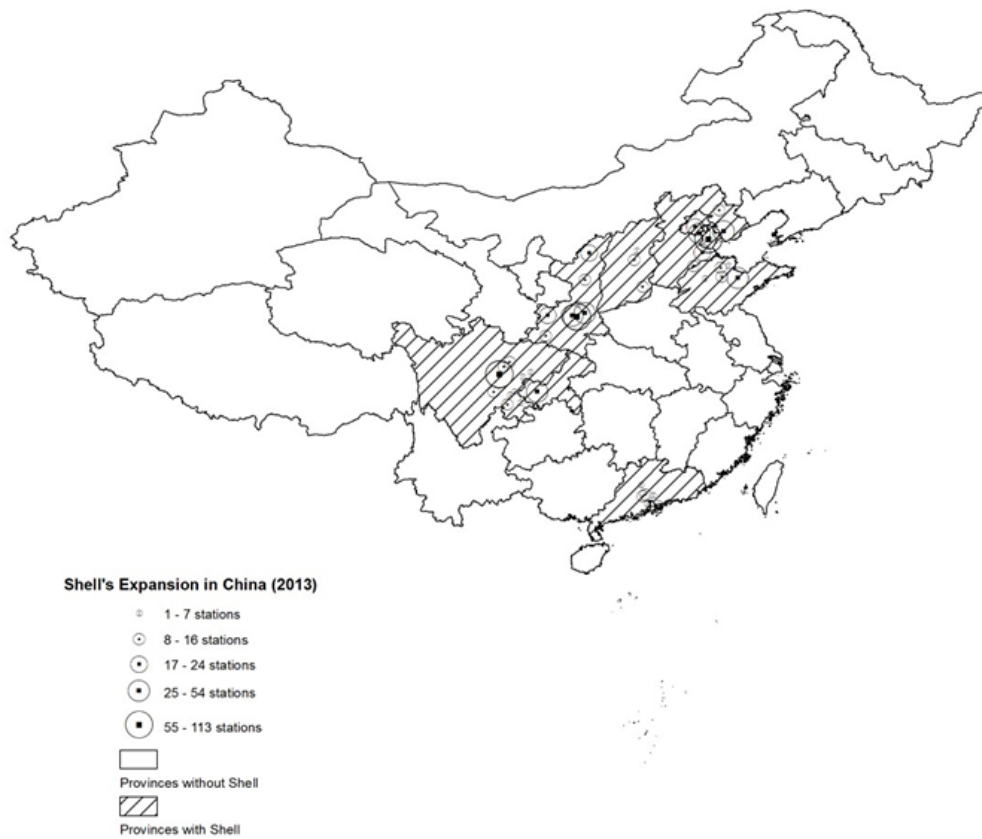 Shell's Expansion in China (2013)
1 - 7 stations
8 - 16 stations
17 - 24 stations
25 - 54 stations
55 - 113 stations
Provinces without Shell
Provinces with Shell